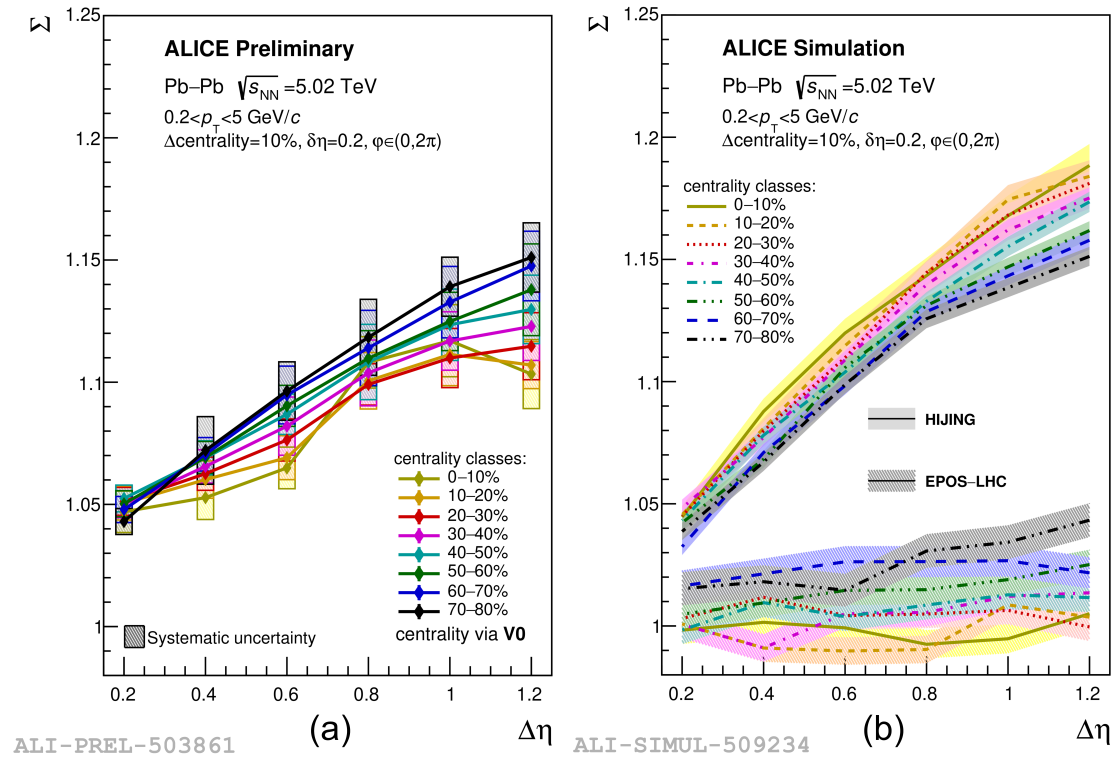 Σ
1.25
1.2
1.15
1.1
1.05
1
ALICE Preliminary
Pb–Pb √sNN =5.02 TeV
0.2<pT<5 GeV/c
Δcentrality=10%, δη=0.2, φ∈(0,2π)
centrality classes:
0–10%
10–20%
20–30%
30–40%
40–50%
50–60%
60–70%
70–80%
centrality via V0
Systematic uncertainty
0.2 0.4 0.6 0.8 1 1.2
(a)
Δη
ALI-PREL-503861
Σ
1.25
1.2
1.15
1.1
1.05
1
ALICE Simulation
Pb–Pb √sNN =5.02 TeV
0.2<pT<5 GeV/c
Δcentrality=10%, δη=0.2, φ∈(0,2π)
centrality classes:
0–10%
10–20%
20–30%
30–40%
40–50%
50–60%
60–70%
70–80%
HIJING
EPOS–LHC
0.2 0.4 0.6 0.8 1 1.2
(b)
Δη
ALI-SIMUL-509234